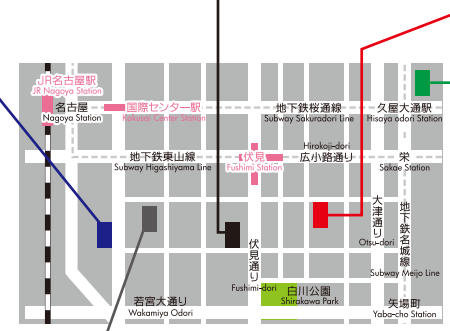 JR名古屋駅
JR Nagoya Station
名古屋
Nagoya Station
国際センター駅
Kokusai Center Station
地下鉄桜通線
Subway Sakuradori Line
久屋大通駅
Hisaya odori Station
地下鉄東山線
Subway Higashiyama Line
伏見
Fushimi Station
Hirokoji-dori
広小路通り
栄
Sakae Station
大津通り
Otsu-dori
地下鉄名城線
Subway Meijo Line
伏見通り
Fushimi-dori
若宮大通り
Wakamiya Odori
白川公園
Shirakawa Park
矢場町
Yaba-cho Station